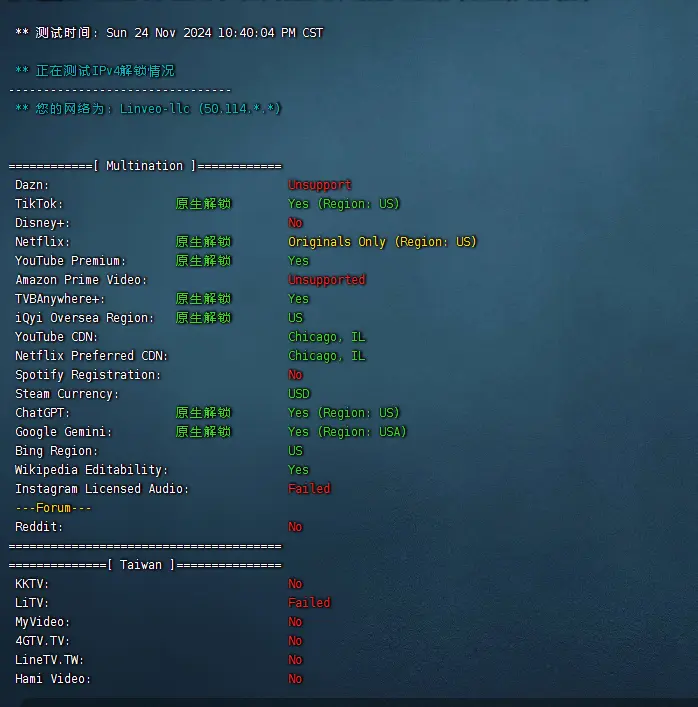 ** 测试时间: Sun 24 Nov 2024 10:40:04 PM CST
** 正在测试IPv4解锁情况
--------------------------------
** 您的网络为: Linveo-llc (50.114.*.*)
============[ Multination ]============
Dazn: Unsupport
TikTok: 原生解锁 Yes (Region: US)
Disney+: No
Netflix: 原生解锁 Originals Only (Region: US)
YouTube Premium: 原生解锁 Yes
Amazon Prime Video: Unsupported
TVBAnywhere+: 原生解锁 Yes
iQyi Oversea Region: 原生解锁 US
YouTube CDN: Chicago, IL
Netflix Preferred CDN: Chicago, IL
Spotify Registration: No
Steam Currency: USD
ChatGPT: 原生解锁 Yes (Region: US)
Google Gemini: 原生解锁 Yes (Region: USA)
Bing Region: US
Wikipedia Editability: Yes
Instagram Licensed Audio: Failed
---Forum---
Reddit: No
=======================================
==============[ Taiwan ]===============
KKTV: No
LiTV: Failed
MyVideo: No
4GTV.TV: No
LineTV.TW: No
Hami Video: No